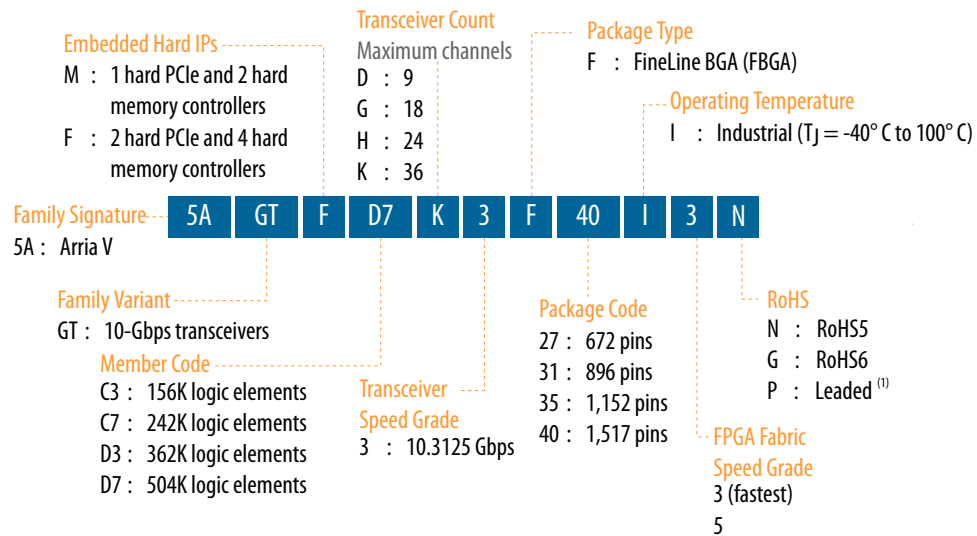 Embedded Hard IPs
M : 1 hard PCIe and 2 hard
memory controllers
F : 2 hard PCIe and 4 hard
memory controllers
Transceiver Count
Maximum channels
D : 9
G : 18
H : 24
K : 36
Package Type
F : FineLine BGA (FBGA)
Operating Temperature
I : Industrial (TJ = -40° C to 100° C)
Family Signature
5A : Arria V
5A GT F D7 K 3 F 40 I 3 N
Family Variant
GT : 10-Gbps transceivers
Member Code
C3 : 156K logic elements
C7 : 242K logic elements
D3 : 362K logic elements
D7 : 504K logic elements
Transceiver
Speed Grade
3 : 10.3125 Gbps
Package Code
27 : 672 pins
31 : 896 pins
35 : 1,152 pins
40 : 1,517 pins
FPGA Fabric
Speed Grade
3 (fastest)
5
RoHS
N : RoHS5
G : RoHS6
P : Leaded (1)